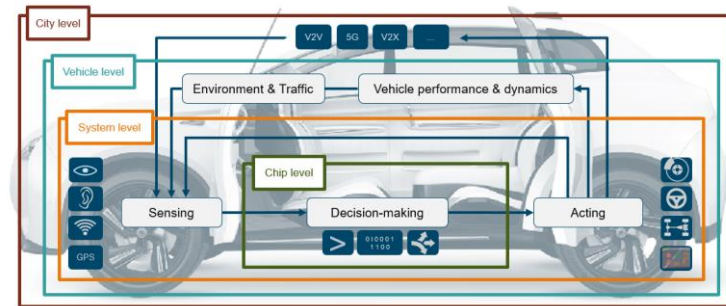 City level
V2V 5G V2X ...
Vehicle level
Environment & Traffic Vehicle performance & dynamics
System level
Chip level
Sensing Decision-making Acting
010001
1100
GPS